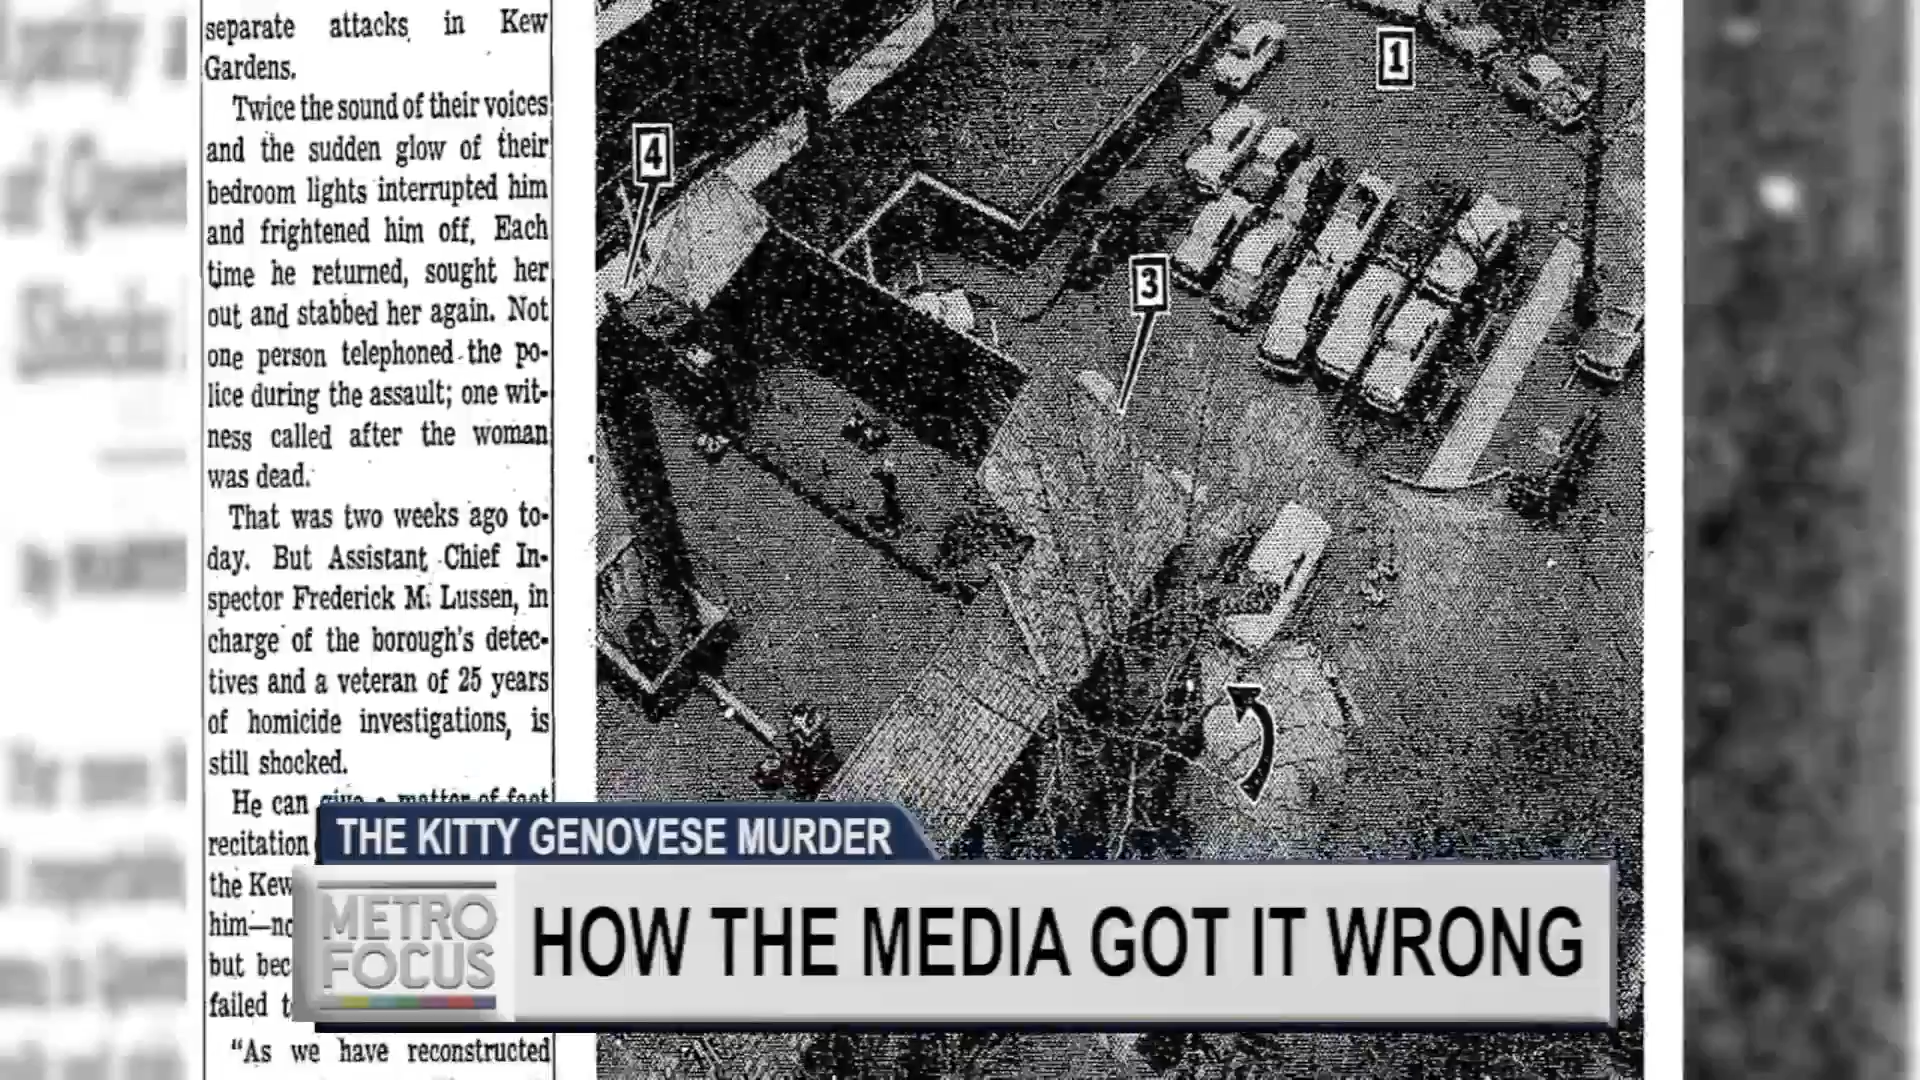 separate attacks in Kew
Gardens.
Twice the sound of their voices
and the sudden glow of their
bedroom lights interrupted him
and frightened him off. Each
time he returned, sought her
out and stabbed her again. Not
one person telephoned the po-
lice during the assault; one wit-
ness called after the woman
was dead.
That was two weeks ago to-
day. But Assistant Chief In-
spector Frederick M. Lussen, in
charge of the borough's detec-
tives and a veteran of 25 years
of homicide investigations, is
still shocked.
He can give a matter of fact
recitation
the Kew
him—no
but bec
failed t
"As we have reconstructed
1
4
3
THE KITTY GENOVESE MURDER
METRO
FOCUS
HOW THE MEDIA GOT IT WRONG